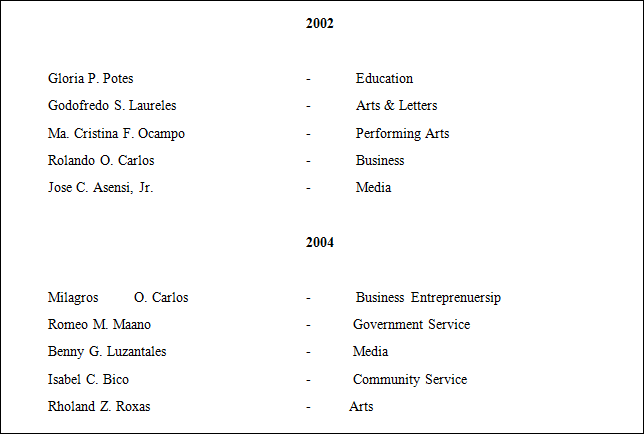 2002
Gloria P. Potes - Education
Godofredo S. Laureles - Arts & Letters
Ma. Cristina F. Ocampo - Performing Arts
Rolando O. Carlos - Business
Jose C. Asensi, Jr. - Media
2004
Milagros O. Carlos - Business Entreprenuersip
Romeo M. Maano - Government Service
Benny G. Luzantales - Media
Isabel C. Bico - Community Service
Rholand Z. Roxas - Arts